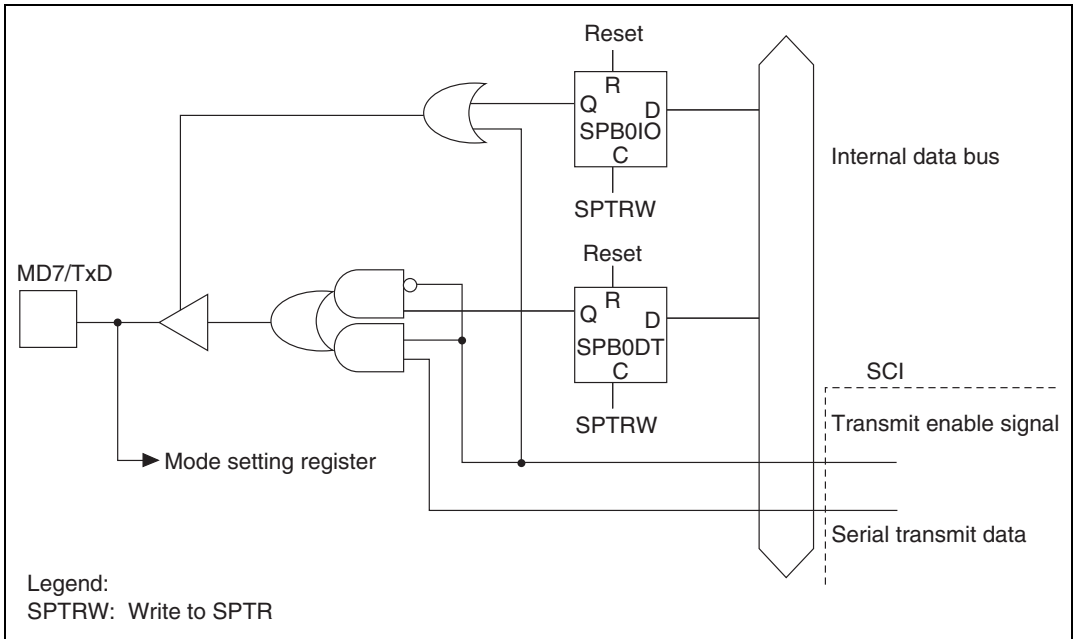 Reset
R
Q
D
SPB0IO
C
Internal data bus
SPTRW
Reset
MD7/TxD
R
Q
D
SPB0DT
C
SCI
SPTRW
Transmit enable signal
Mode setting register
Serial transmit data
Legend:
SPTRW: Write to SPTR